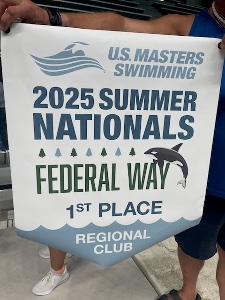 U.S. MASTERS
SWIMMING
2025 SUMMER
NATIONALS
FEDERAL WAY
1ST PLACE
REGIONAL
CLUB